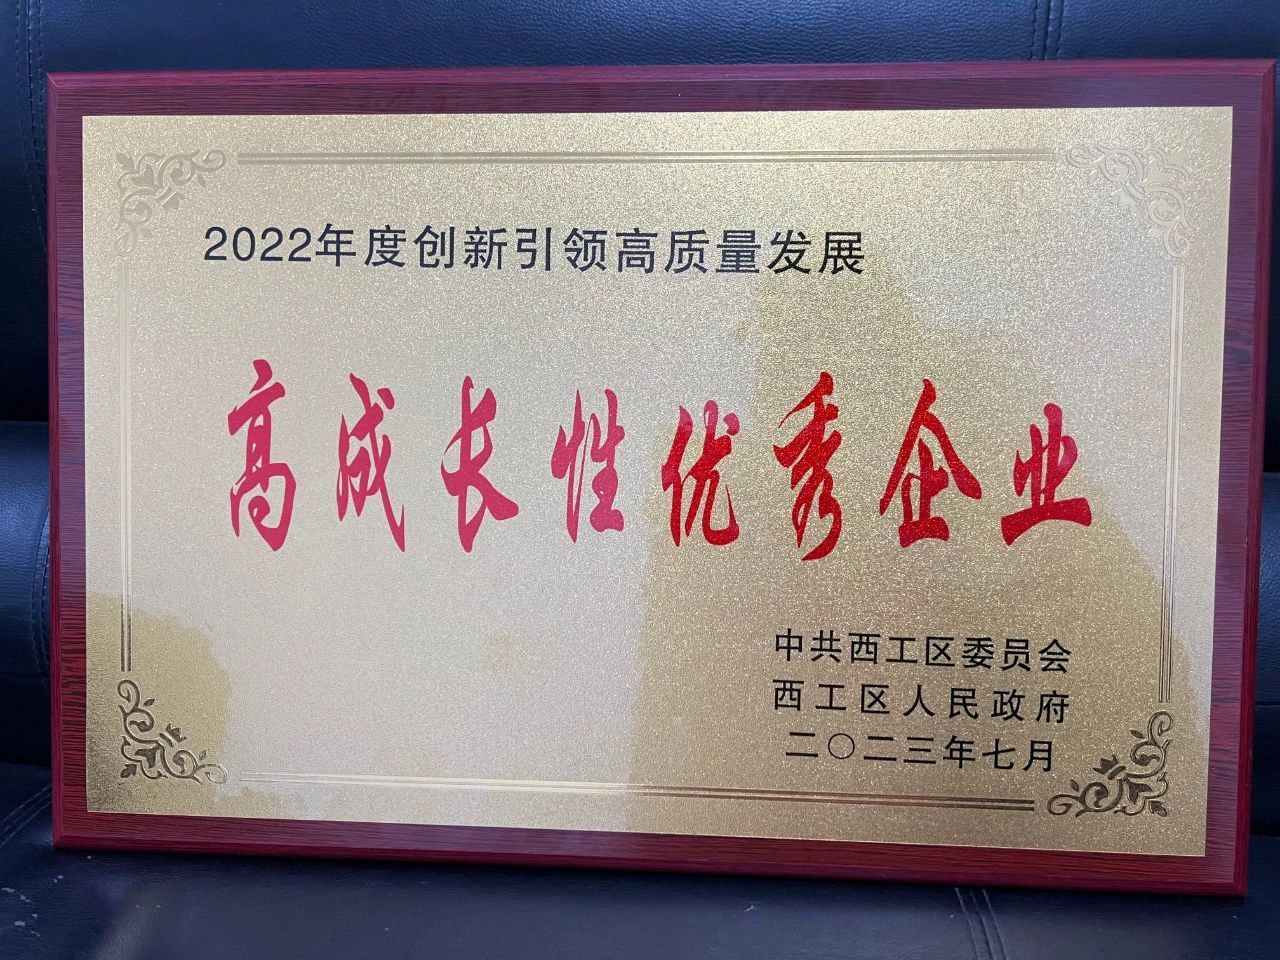 2022年度创新引领高质量发展
高成长性优秀企业
中共西工区委员会
西工区人民政府
二〇二三年七月